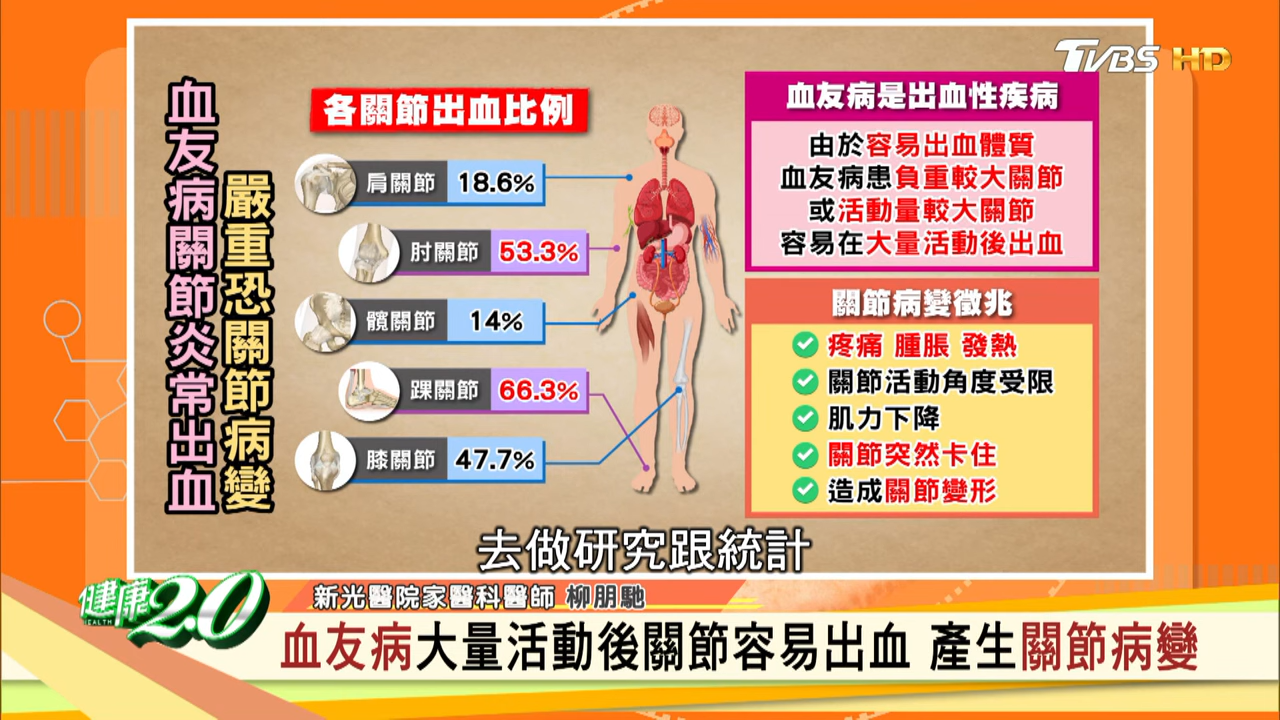 TVBS HD
血友病關節炎常出血
嚴重恐關節病變
各關節出血比例
肩關節 18.6%
肘關節 53.3%
髖關節 14%
踝關節 66.3%
膝關節 47.7%
血友病是出血性疾病
由於容易出血體質
血友病患負重較大關節
或活動量較大關節
容易在大量活動後出血
關節病變徵兆
疼痛 腫脹 發熱
關節活動角度受限
肌力下降
關節突然卡住
造成關節變形
去做研究跟統計
健康2.0
HEALTH
新光醫院家醫科醫師 柳朋馳
血友病大量活動後關節容易出血 產生關節病變